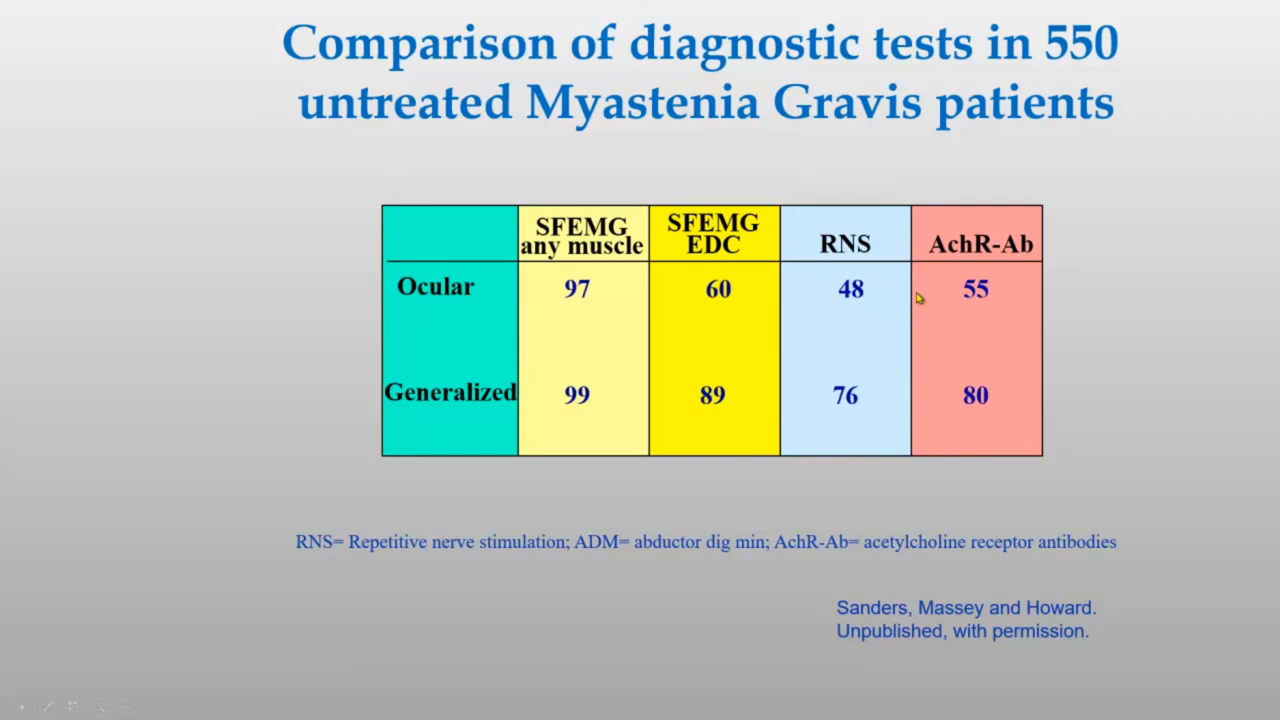 Comparison of diagnostic tests in 550
untreated Myastenia Gravis patients
SFEMG any muscle SFEMG EDC RNS AchR-Ab
Ocular 97 60 48 55
Generalized 99 89 76 80
RNS= Repetitive nerve stimulation; ADM= abductor dig min; AchR-Ab= acetylcholine receptor antibodies
Sanders, Massey and Howard.
Unpublished, with permission.